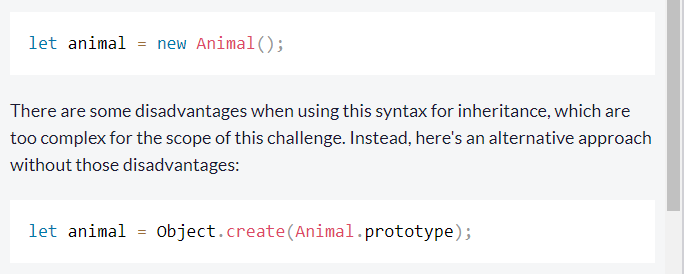 let animal = new Animal();
There are some disadvantages when using this syntax for inheritance, which are
too complex for the scope of this challenge. Instead, here's an alternative approach
without those disadvantages:
let animal = Object.create(Animal.prototype);